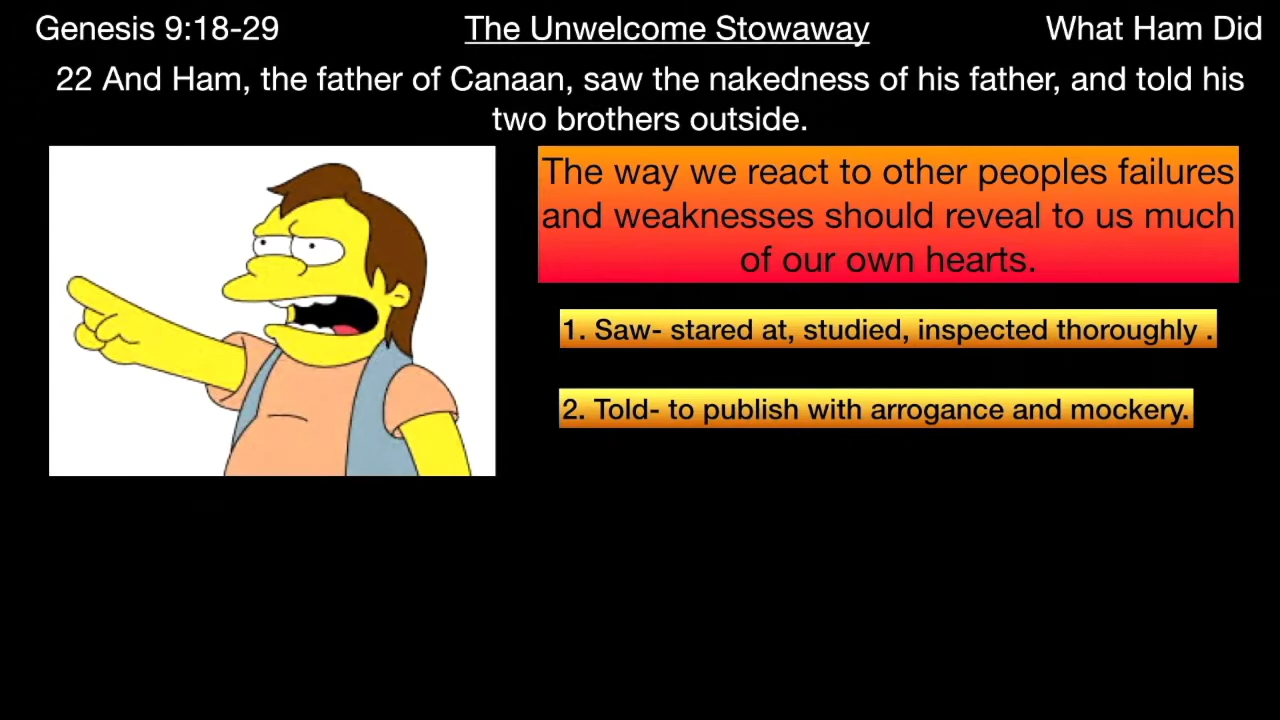 Genesis 9:18-29
The Unwelcome Stowaway
What Ham Did
22 And Ham, the father of Canaan, saw the nakedness of his father, and told his
two brothers outside.
The way we react to other peoples failures
and weaknesses should reveal to us much
of our own hearts.
1. Saw- stared at, studied, inspected thoroughly .
2. Told- to publish with arrogance and mockery.